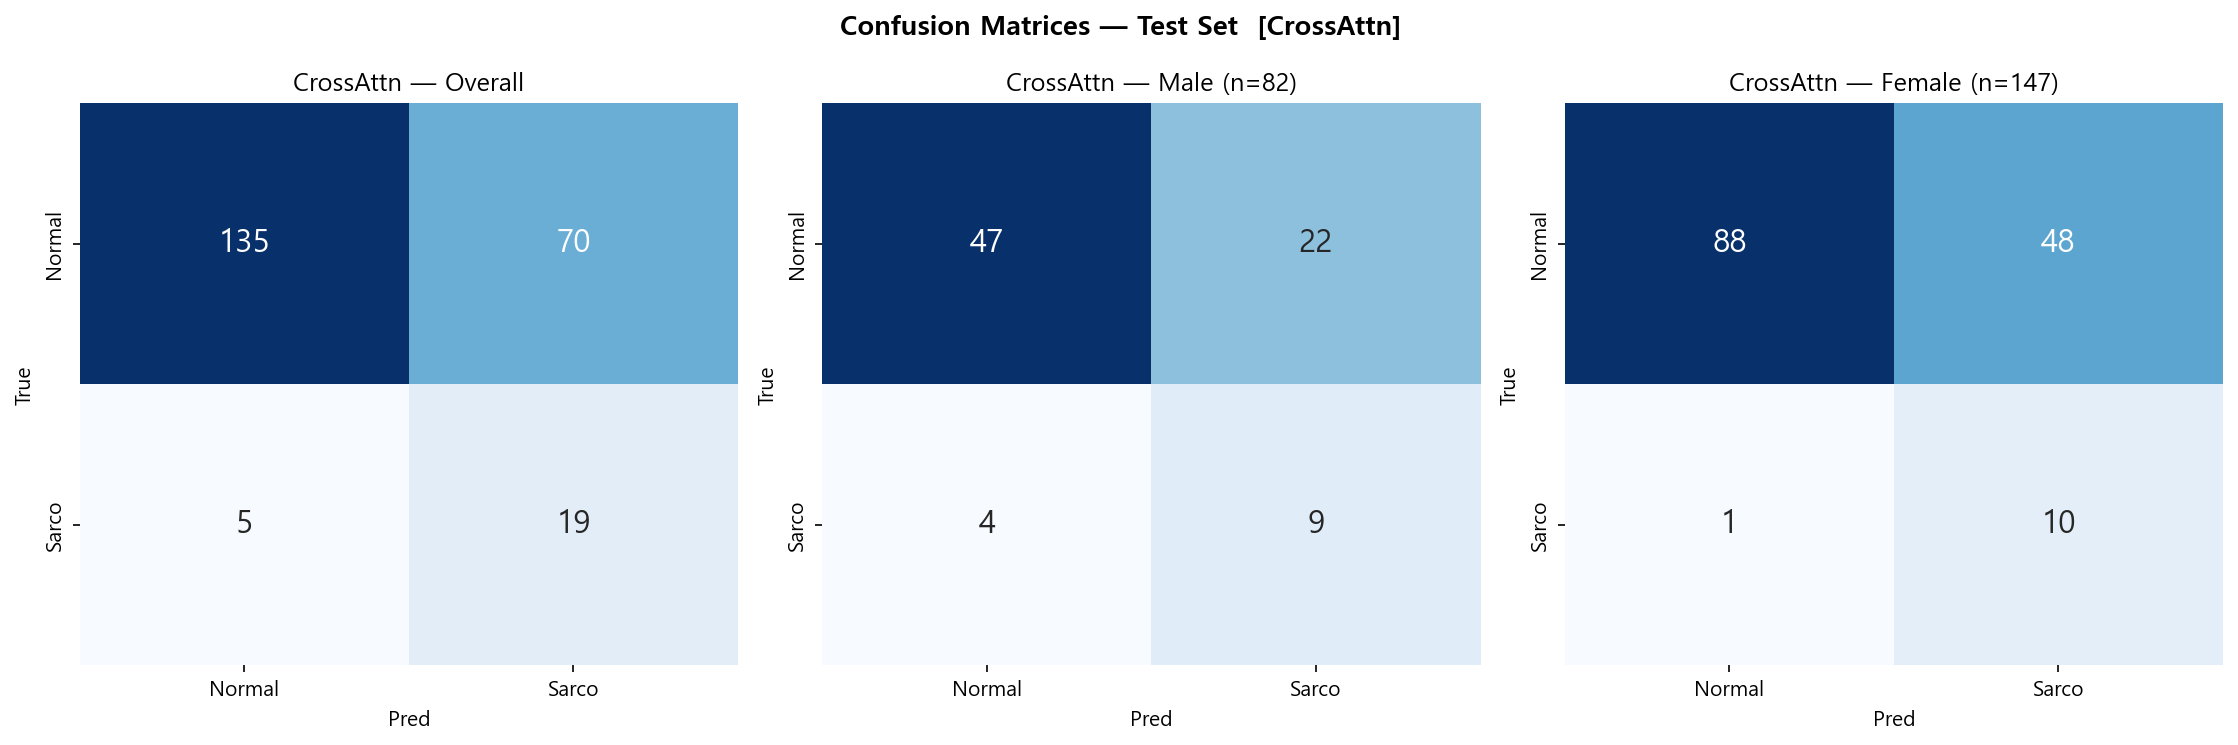 Confusion Matrices — Test Set  [CrossAttn]
CrossAttn — Overall
True
Normal
Sarco
135
70
5
19
Normal
Sarco
Pred
CrossAttn — Male (n=82)
True
Normal
Sarco
47
22
4
9
Normal
Sarco
Pred
CrossAttn — Female (n=147)
True
Normal
Sarco
88
48
1
10
Normal
Sarco
Pred